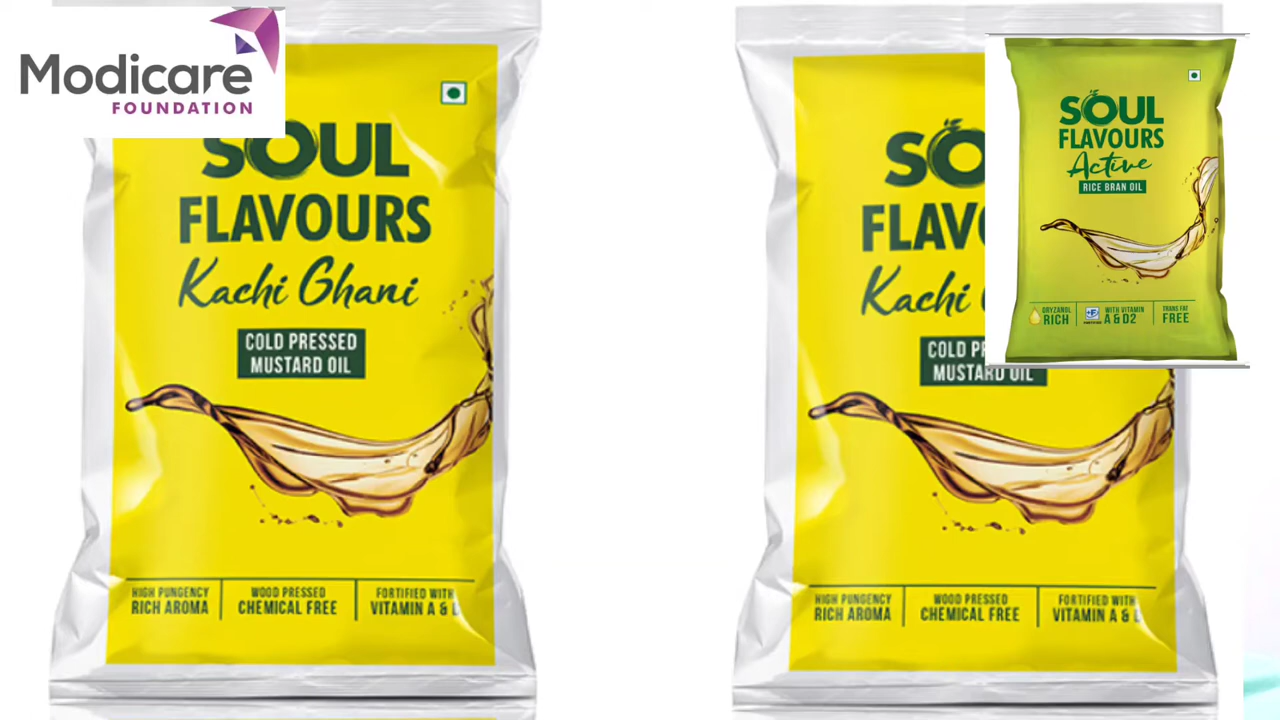 Modicare
FOUNDATION
SOUL
FLAVOURS
Kachi Ghani
COLD PRESSED
MUSTARD OIL
HIGH PUNGENCY
RICH AROMA
WOOD PRESSED
CHEMICAL FREE
FORTIFIED WITH
VITAMIN A &
SO
FLAV
Kachi
COLD P
MUSTARD OIL
HIGH PUNGENCY
RICH AROMA
WOOD PRESSED
CHEMICAL FREE
FORTIFIED WITH
VITAMIN A &
SOUL
FLAVOURS
Active
RICE BRAN OIL
ORYZANOL
RICH
+F
WITH VITAMIN
A & D2
TRANS FAT
FREE